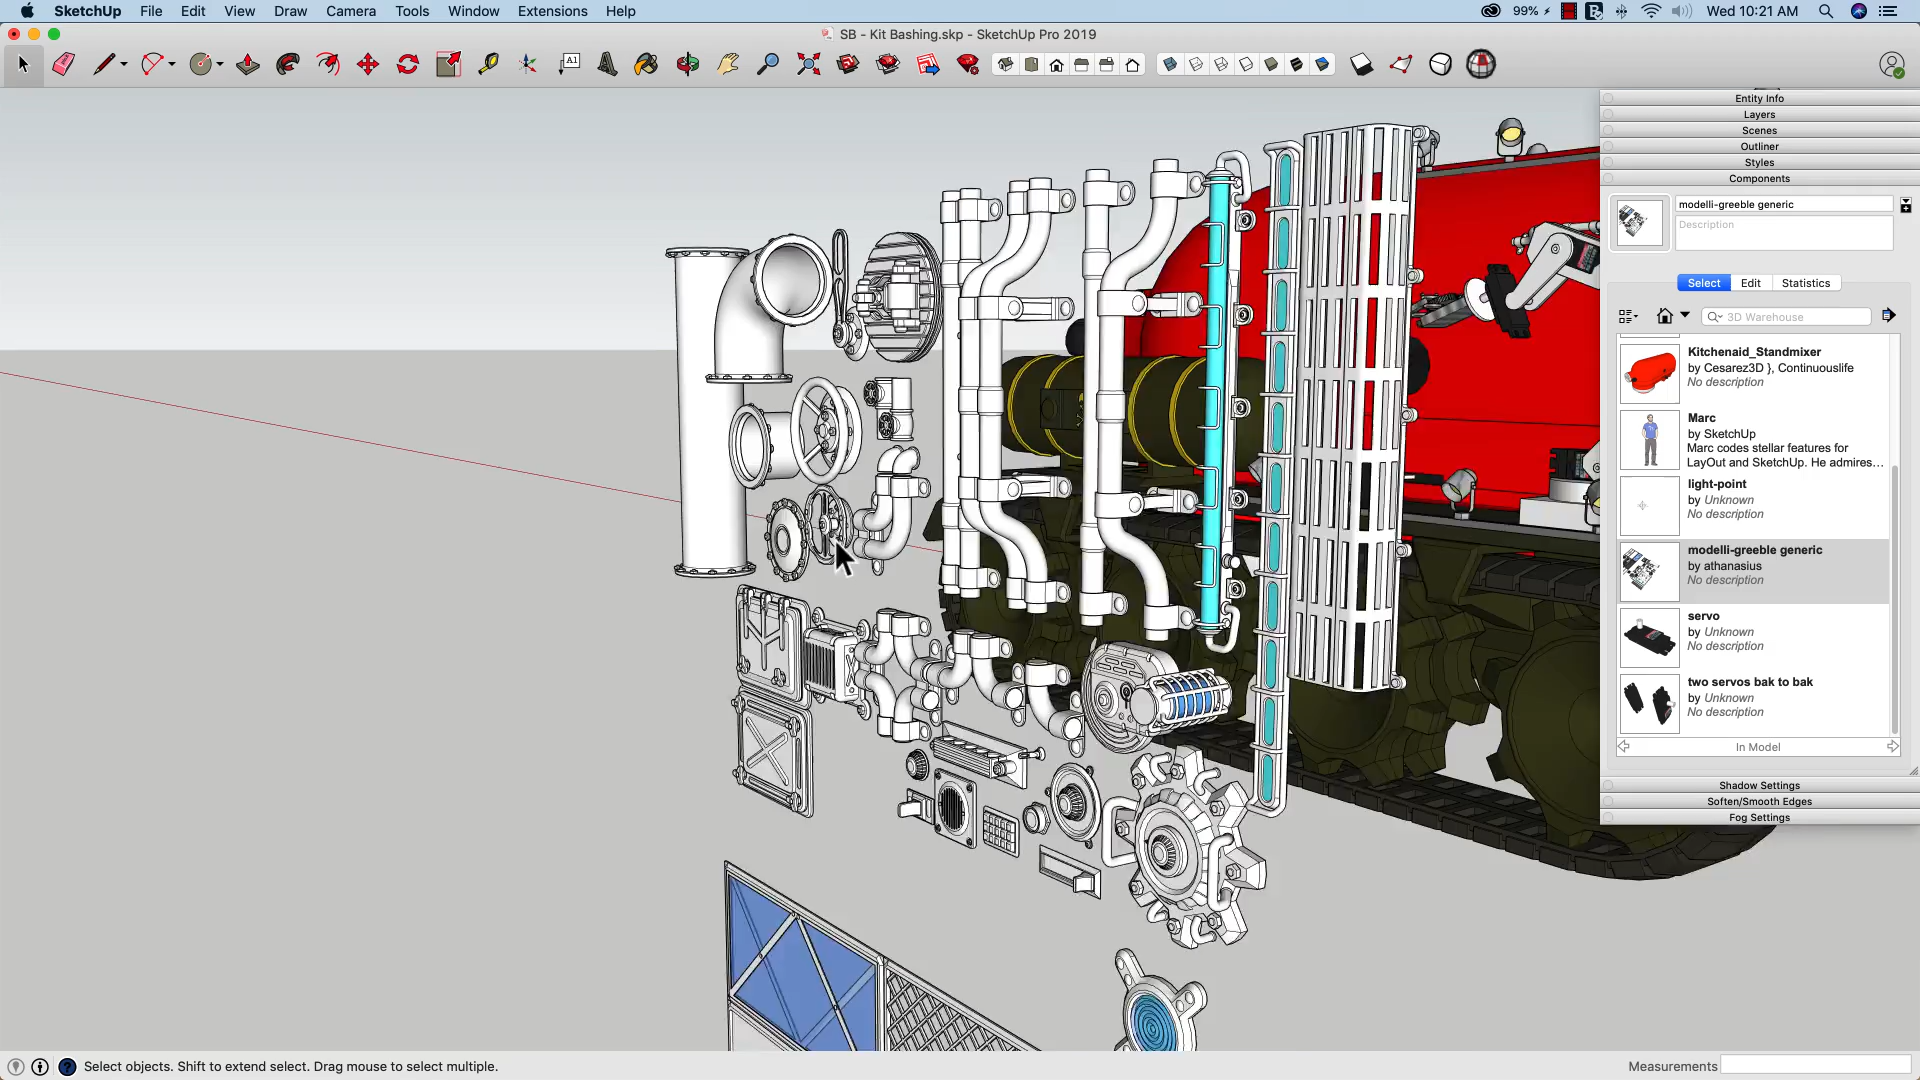 SketchUp File Edit View Draw Camera Tools Window Extensions Help
99% Wed 10:21 AM
SB - Kit Bashing.skp - SketchUp Pro 2019
A1
Entity Info
Layers
Scenes
Outliner
Styles
Components
modelli-greeble generic
Description
Select Edit Statistics
3D Warehouse
Kitchenaid_Standmixer
by Cesarez3D }, Continuouslife
No description
Marc
by SketchUp
Marc codes stellar features for
LayOut and SketchUp. He admires...
light-point
by Unknown
No description
modelli-greeble generic
by athanasius
No description
servo
by Unknown
No description
two servos bak to bak
by Unknown
No description
In Model
Shadow Settings
Soften/Smooth Edges
Fog Settings
Select objects. Shift to extend select. Drag mouse to select multiple.
Measurements